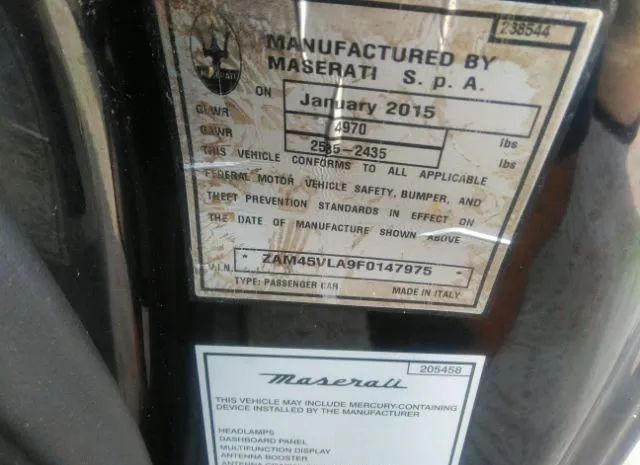 238544
MANUFACTURED BY
MASERATI S. p. A.
ON January 2015
GVWR 4970 lbs
GAWR 2535-2435 lbs
THIS VEHICLE CONFORMS TO ALL APPLICABLE
FEDERAL MOTOR VEHICLE SAFETY, BUMPER, AND
THEFT PREVENTION STANDARDS IN EFFECT ON
THE DATE OF MANUFACTURE SHOWN ABOVE
V.I.N. * ZAM45VLA9F0147975 *
TYPE: PASSENGER CAR MADE IN ITALY
Maserati 205458
THIS VEHICLE MAY INCLUDE MERCURY-CONTAINING
DEVICE INSTALLED BY THE MANUFACTURER
HEADLAMPS
DASHBOARD PANEL
MULTIFUNCTION DISPLAY
ANTENNA BOOSTER
ANTENNA